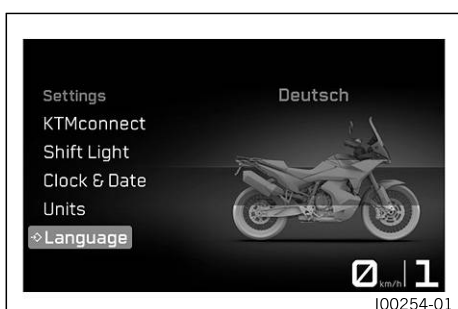 Settings
Deutsch
KTMconnect
Shift Light
Clock & Date
Units
Language
0 km/h 1
I00254-01